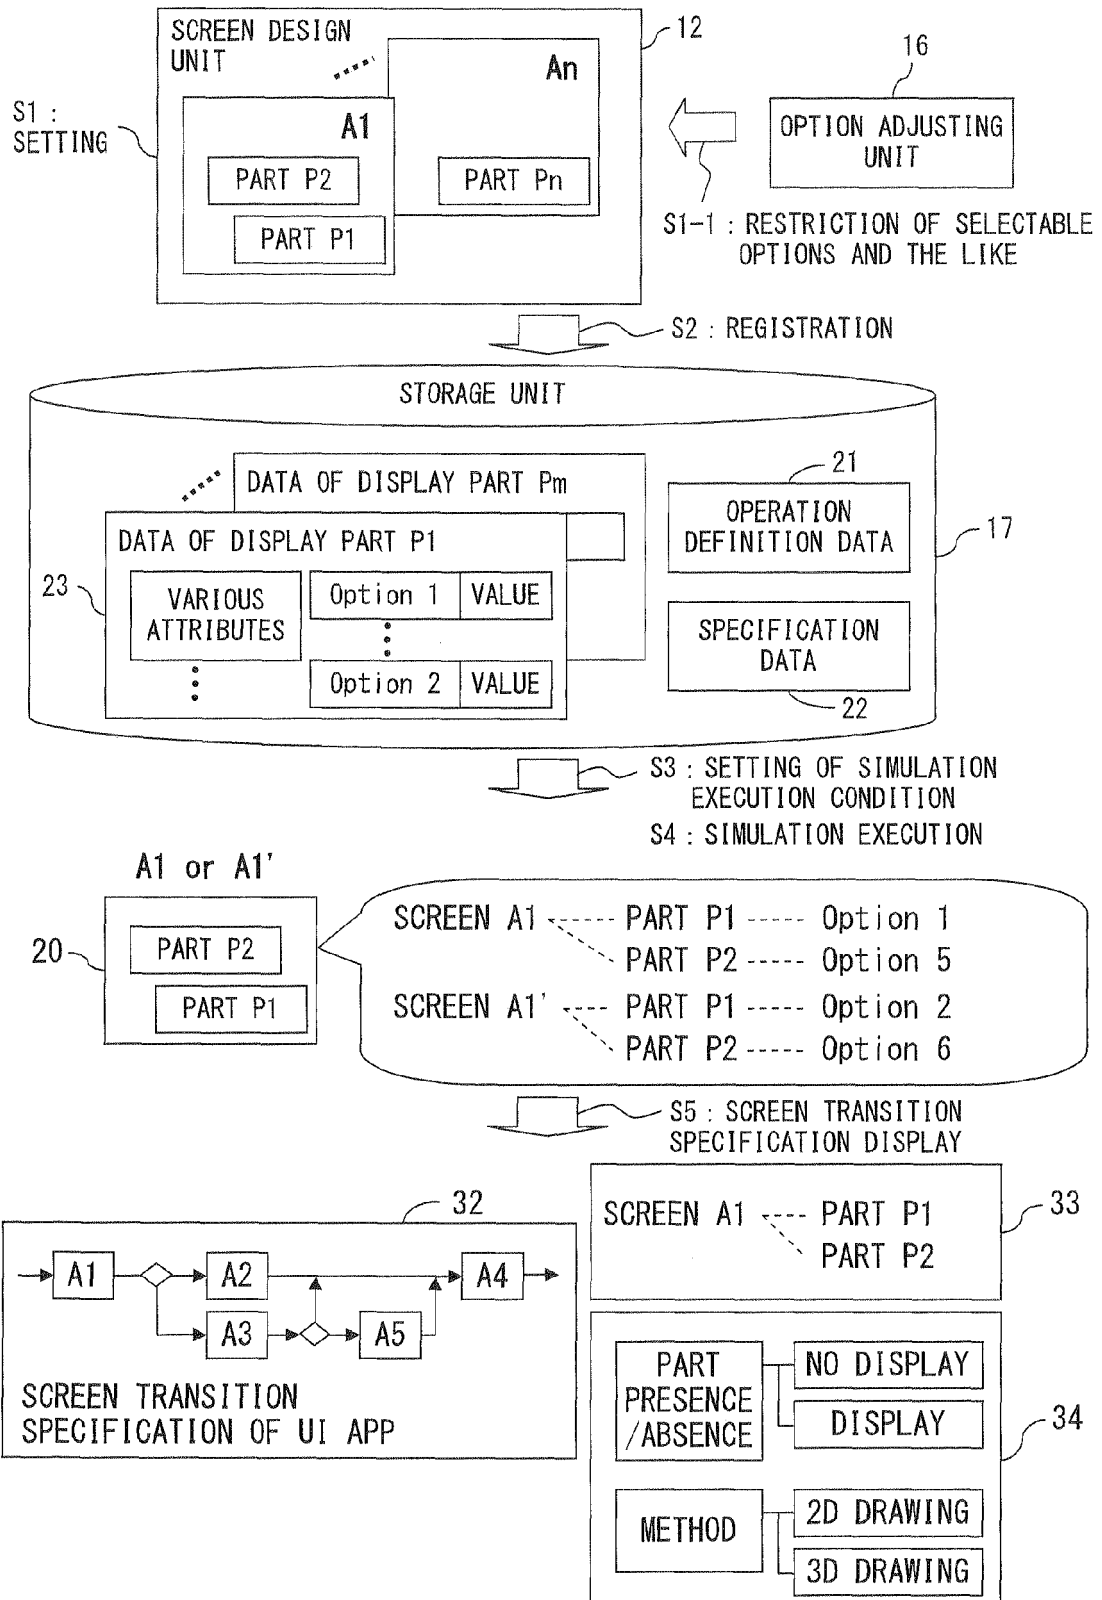 SCREEN DESIGN
UNIT
12
An
16
S1 :
SETTING
A1
OPTION ADJUSTING
UNIT
PART P2
PART Pn
PART P1
S1-1 : RESTRICTION OF SELECTABLE
OPTIONS AND THE LIKE
S2 : REGISTRATION
STORAGE UNIT
DATA OF DISPLAY PART Pm
21
OPERATION
DEFINITION DATA
17
DATA OF DISPLAY PART P1
23
VARIOUS
ATTRIBUTES
Option 1
VALUE
SPECIFICATION
DATA
Option 2
VALUE
22
S3 : SETTING OF SIMULATION
EXECUTION CONDITION
S4 : SIMULATION EXECUTION
A1 or A1'
SCREEN A1 PART P1 Option 1
PART P2 Option 5
SCREEN A1' PART P1 Option 2
PART P2 Option 6
20
PART P2
PART P1
S5 : SCREEN TRANSITION
SPECIFICATION DISPLAY
32
A1
A2
A4
A3
A5
SCREEN TRANSITION
SPECIFICATION OF UI APP
SCREEN A1 PART P1
PART P2
33
PART
PRESENCE
/ABSENCE
NO DISPLAY
DISPLAY
34
METHOD
2D DRAWING
3D DRAWING